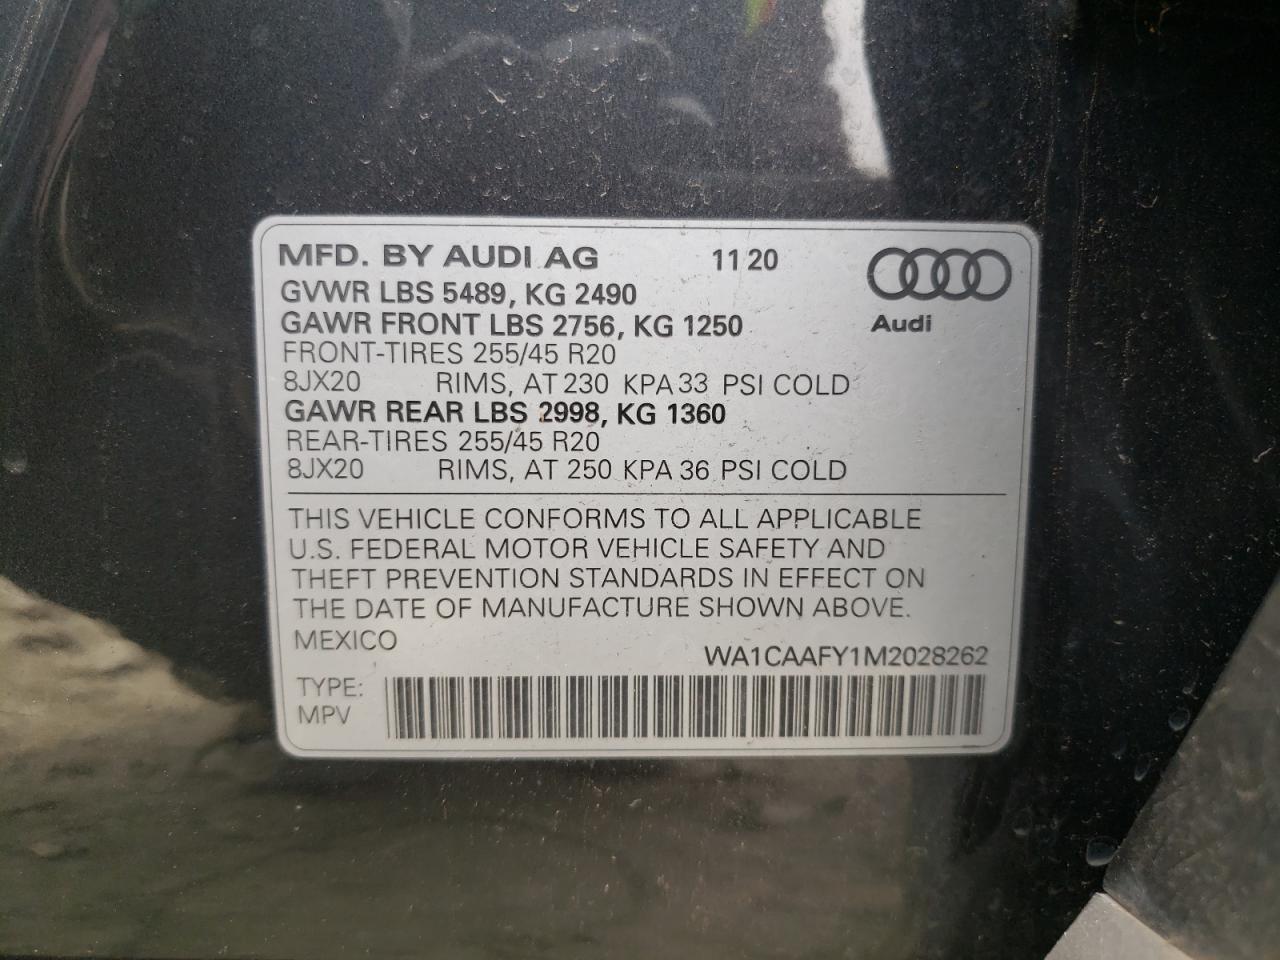 MFD. BY AUDI AG 11 20
GVWR LBS 5489, KG 2490
GAWR FRONT LBS 2756, KG 1250
Audi
FRONT-TIRES 255/45 R20
8JX20 RIMS, AT 230 KPA 33 PSI COLD
GAWR REAR LBS 2998, KG 1360
REAR-TIRES 255/45 R20
8JX20 RIMS, AT 250 KPA 36 PSI COLD
THIS VEHICLE CONFORMS TO ALL APPLICABLE
U.S. FEDERAL MOTOR VEHICLE SAFETY AND
THEFT PREVENTION STANDARDS IN EFFECT ON
THE DATE OF MANUFACTURE SHOWN ABOVE.
MEXICO
WA1CAAFY1M2028262
TYPE:
MPV